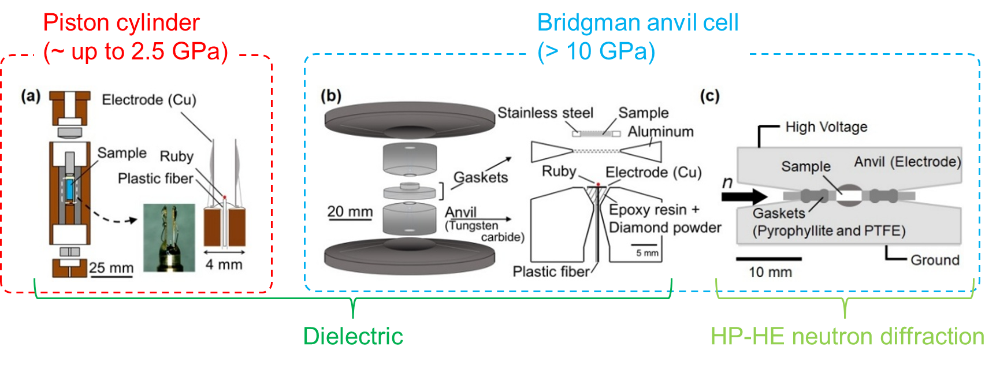 Piston cylinder
(~ up to 2.5 GPa)
Bridgman anvil cell
(> 10 GPa)
(a)
Electrode (Cu)
Sample
Ruby
Plastic fiber
25 mm
4 mm
(b)
Stainless steel
Sample
Aluminum
Gaskets
Ruby
Electrode (Cu)
20 mm
Anvil
(Tungsten
carbide)
Epoxy resin +
Diamond powder
5 mm
Plastic fiber
(c)
High Voltage
Sample
Anvil (Electrode)
n
Gaskets
(Pyrophyllite and PTFE)
Ground
10 mm
Dielectric
HP-HE neutron diffraction